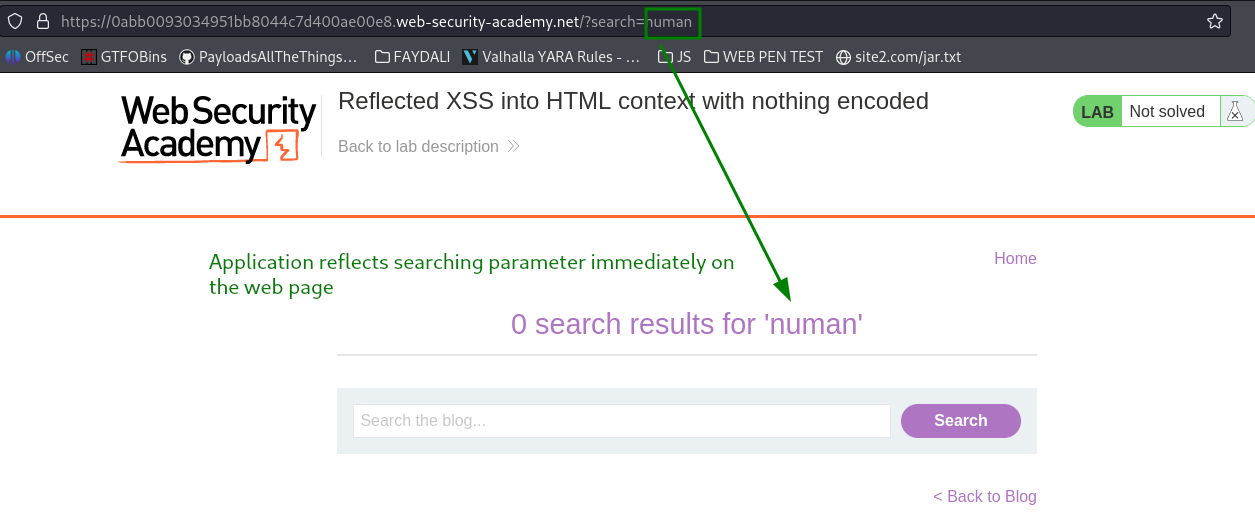 https://0abb0093034951bb8044c7d400ae00e8.web-security-academy.net/?search=numan
OffSec GTFOBins PayloadsAllTheThings… FAYDALI Valhalla YARA Rules - … JS WEB PEN TEST site2.com/jar.txt
Web Security
Academy
Reflected XSS into HTML context with nothing encoded
LAB Not solved
Back to lab description
Application reflects searching parameter immediately on
the web page
Home
0 search results for 'numan'
Search the blog... Search
< Back to Blog